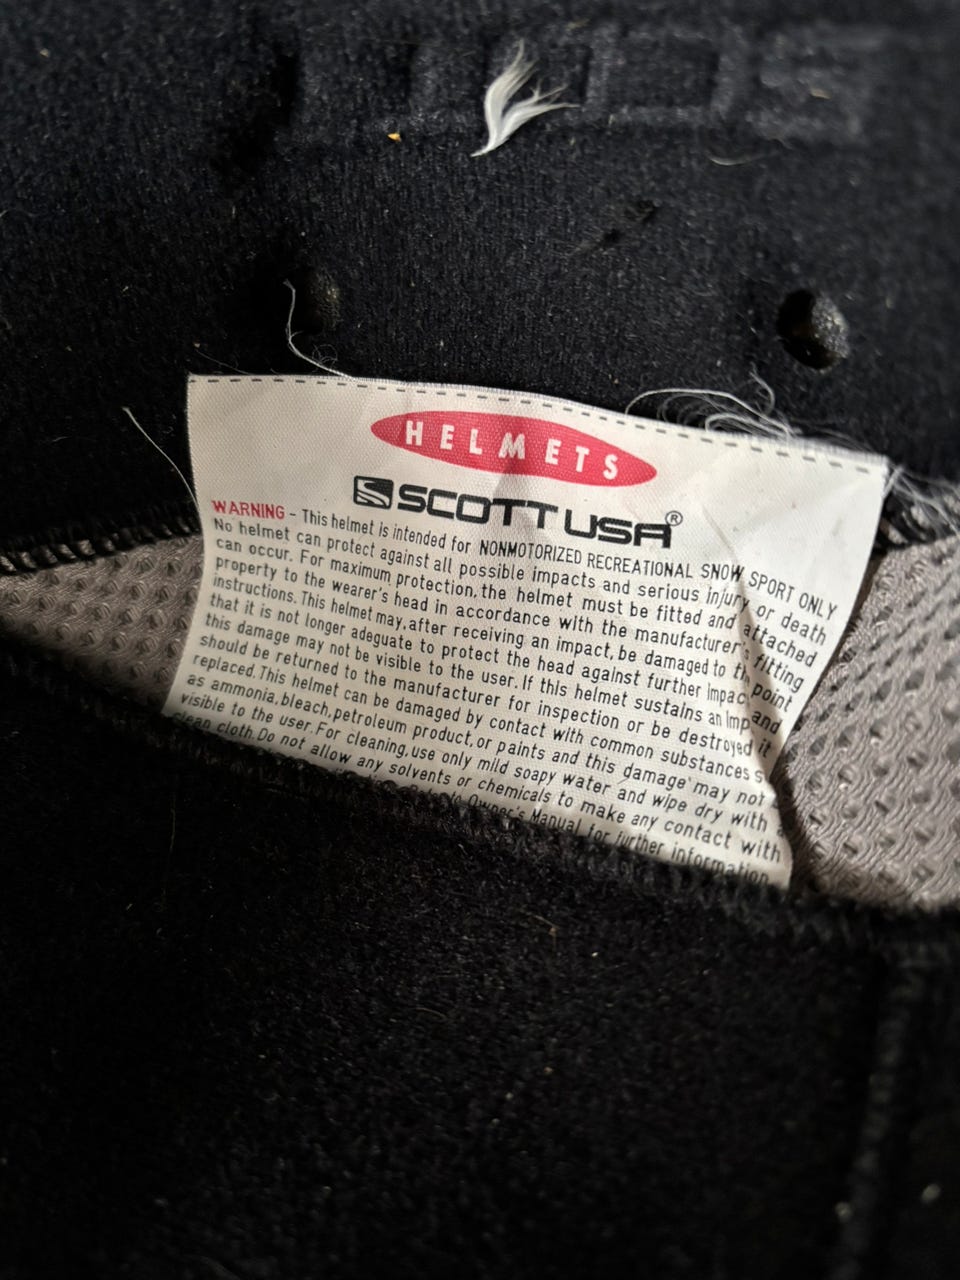 HELMETS
SCOTT USA®
WARNING - This helmet is intended for NONMOTORIZED RECREATIONAL SNOW SPORT ONLY
No helmet can protect against all possible impacts and serious injury or death
can occur. For maximum protection, the helmet must be fitted and attached
property to the wearer's head in accordance with the manufacturer's fitting
instructions. This helmet may, after receiving an impact, be damaged to th point
that it is not longer adequate to protect the head against further impac and
this damage may not be visible to the user. If this helmet sustains an imp it
should be returned to the manufacturer for inspection or be destroyed
replaced. This helmet can be damaged by contact with common substances s
as ammonia, bleach, petroleum product, or paints and this damage may not
visible to the user. For cleaning, use only mild soapy water and wipe dry with
clean cloth. Do not allow any solvents or chemicals to make any contact with
Owner's Manual for further information